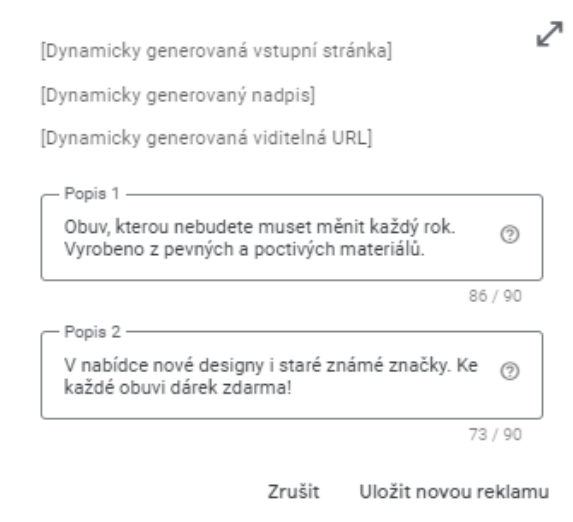 [Dynamicky generovaná vstupní stránka]
[Dynamicky generovaný nadpis]
[Dynamicky generovaná viditelná URL]
Popis 1
Obuv, kterou nebudete muset měnit každý rok.
Vyrobeno z pevných a poctivých materiálů.
86 / 90
Popis 2
V nabídce nové designy i staré známé značky. Ke
každé obuvi dárek zdarma!
73 / 90
Zrušit Uložit novou reklamu